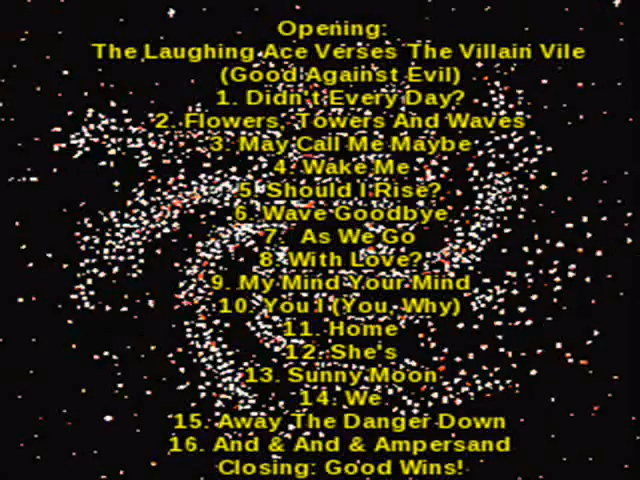 Opening:
The Laughing Ace Verses The Villain Vile
(Good Against Evil)
1. Didn't Every Day?
2. Flowers, Towers And Waves
3. May Call Me Maybe
4. Wake Me
5. Should I Rise?
6. Wave Goodbye
7. As We Go
8. With Love?
9. My Mind Your Mind
10. You I (You, Why)
11. Home
12. She's
13. Sunny Moon
14. We
15. Away The Danger Down
16. And & And & Ampersand
Closing: Good Wins!